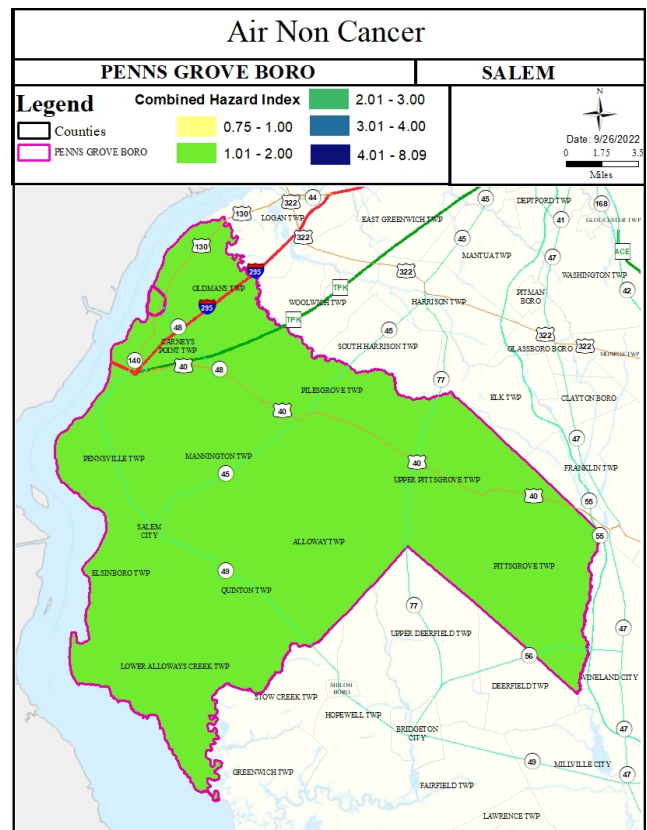 Air Non Cancer
PENNS GROVE BORO
SALEM
Legend
Counties
PENNS GROVE BORO
Combined Hazard Index
0.75 - 1.00
1.01 - 2.00
2.01 - 3.00
3.01 - 4.00
4.01 - 8.09
N
Date: 9/26/2022
0 1.75 3.5
Miles
322
44
130
LOGAN TWP
322
EAST GREENWICH TWP
45
DEPTFORD TWP
168
41
GLOUCESTER TWP
130
45
MANTUA TWP
47
ACE
295
322
WASHINGTON TWP
OLDMANS TWP
TPK
WOOLWICH TWP
HARRISON TWP
PITMAN
BORO
42
295
TPK
48
45
322
322
CARNEYS
POINT TWP
SOUTH HARRISON TWP
GLASSBORO BORO
MONROE TWP
140
40
48
77
PILESGROVE TWP
ELK TWP
CLAYTON BORO
40
47
PENNSVILLE TWP
MANNINGTON TWP
45
40
UPPER PITTSGROVE TWP
FRANKLIN TWP
40
55
SALEM
CITY
55
ALLOWAY TWP
ELSINBORO TWP
49
PITTSGROVE TWP
QUINTON TWP
77
UPPER DEERFIELD TWP
47
56
LOWER ALLOWAYS CREEK TWP
VINELAND CITY
STOW CREEK TWP
SHILOH
BORO
DEERFIELD TWP
HOPEWELL TWP
BRIDGETON
CITY
47
49
MILLVILLE CITY
GREENWICH TWP
47
FAIRFIELD TWP
LAWRENCE TWP